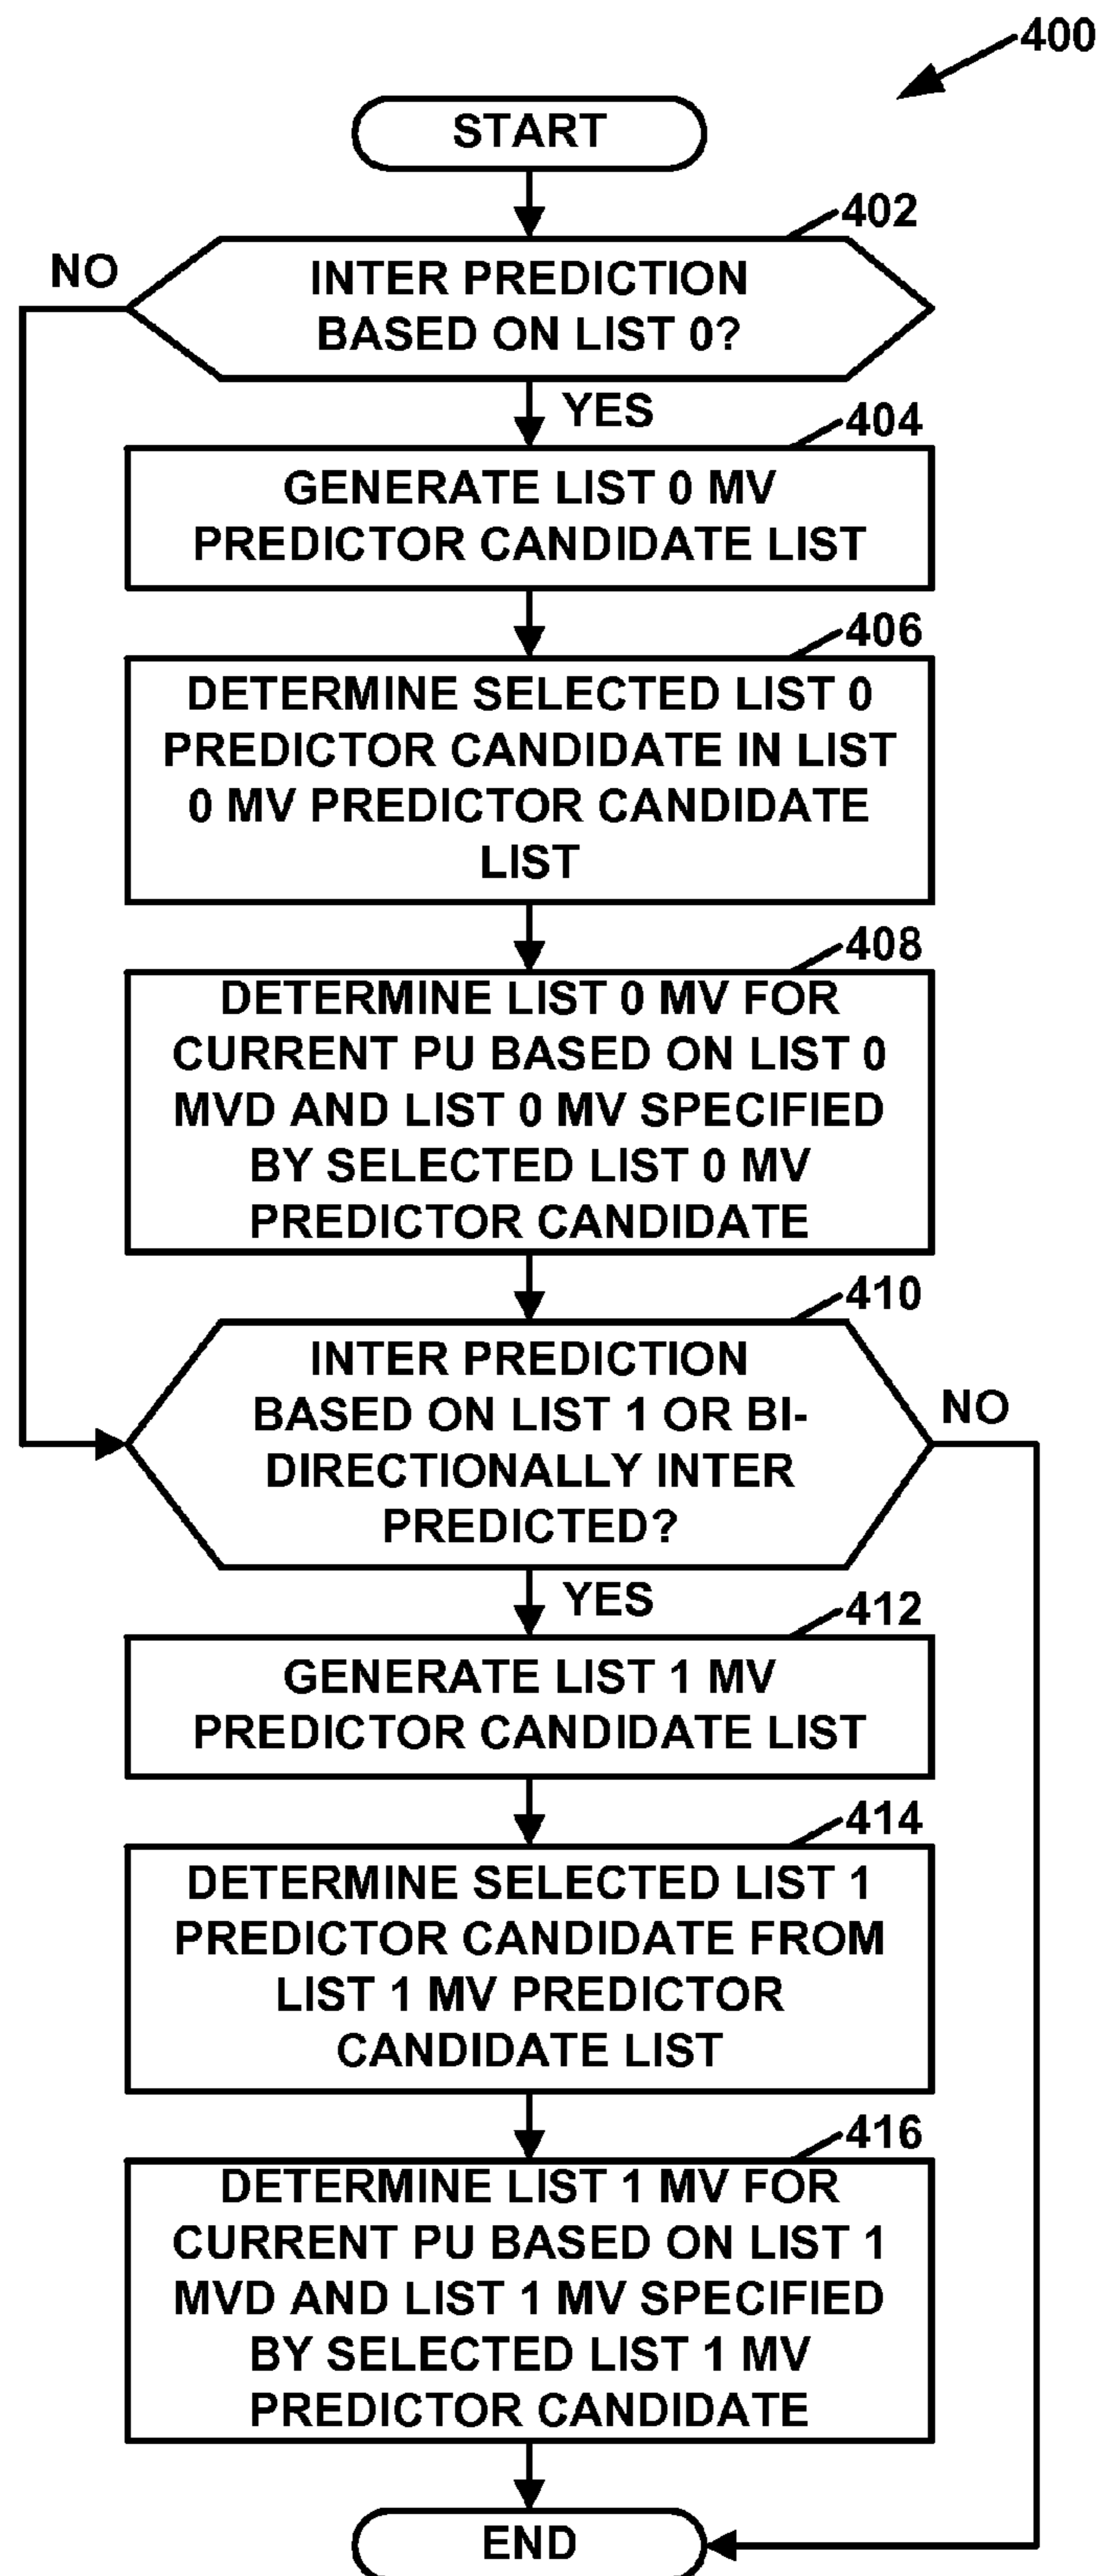 400
START
402
NO
INTER PREDICTION
BASED ON LIST 0?
YES
404
GENERATE LIST 0 MV
PREDICTOR CANDIDATE LIST
406
DETERMINE SELECTED LIST 0
PREDICTOR CANDIDATE IN LIST
0 MV PREDICTOR CANDIDATE
LIST
408
DETERMINE LIST 0 MV FOR
CURRENT PU BASED ON LIST 0
MVD AND LIST 0 MV SPECIFIED
BY SELECTED LIST 0 MV
PREDICTOR CANDIDATE
410
INTER PREDICTION
BASED ON LIST 1 OR BI-
DIRECTIONALLY INTER
PREDICTED?
NO
YES
412
GENERATE LIST 1 MV
PREDICTOR CANDIDATE LIST
414
DETERMINE SELECTED LIST 1
PREDICTOR CANDIDATE FROM
LIST 1 MV PREDICTOR
CANDIDATE LIST
416
DETERMINE LIST 1 MV FOR
CURRENT PU BASED ON LIST 1
MVD AND LIST 1 MV SPECIFIED
BY SELECTED LIST 1 MV
PREDICTOR CANDIDATE
END